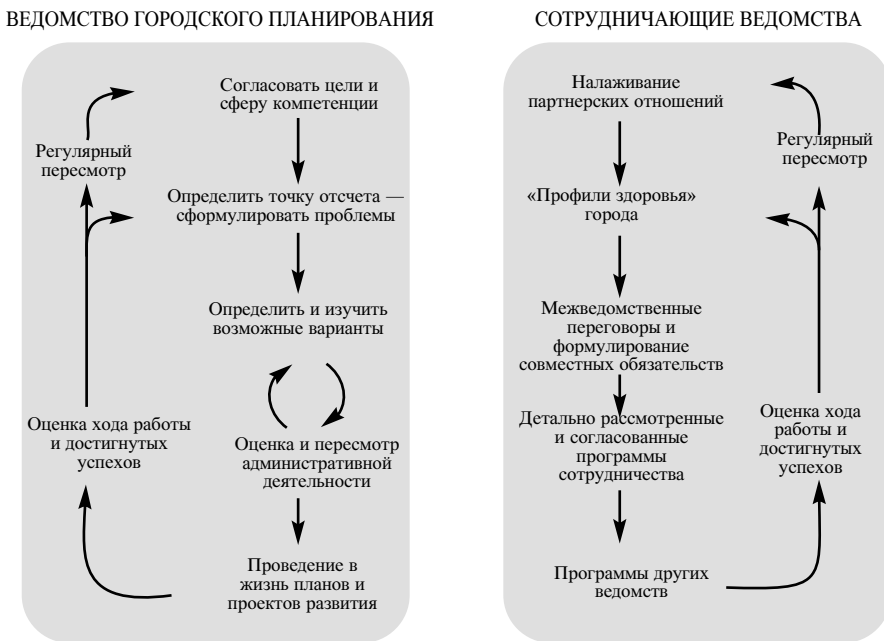 ВЕДОМСТВО ГОРОДСКОГО ПЛАНИРОВАНИЯ
Согласовать цели и
сферу компетенции
Регулярный
пересмотр
Определить точку отсчета —
сформулировать проблемы
Определить и изучить
возможные варианты
Оценка хода работы
и достигнутых
успехов
Оценка и пересмотр
административной
деятельности
Проведение в
жизнь планов и
проектов развития
СОТРУДНИЧАЮЩИЕ ВЕДОМСТВА
Налаживание
партнерских отношений
Регулярный
пересмотр
«Профили здоровья»
города
Межведомственные
переговоры и
формулирование
совместных обязательств
Детально рассмотренные
и согласованные
программы
сотрудничества
Оценка хода
работы и
достигнутых
успехов
Программы других
ведомств